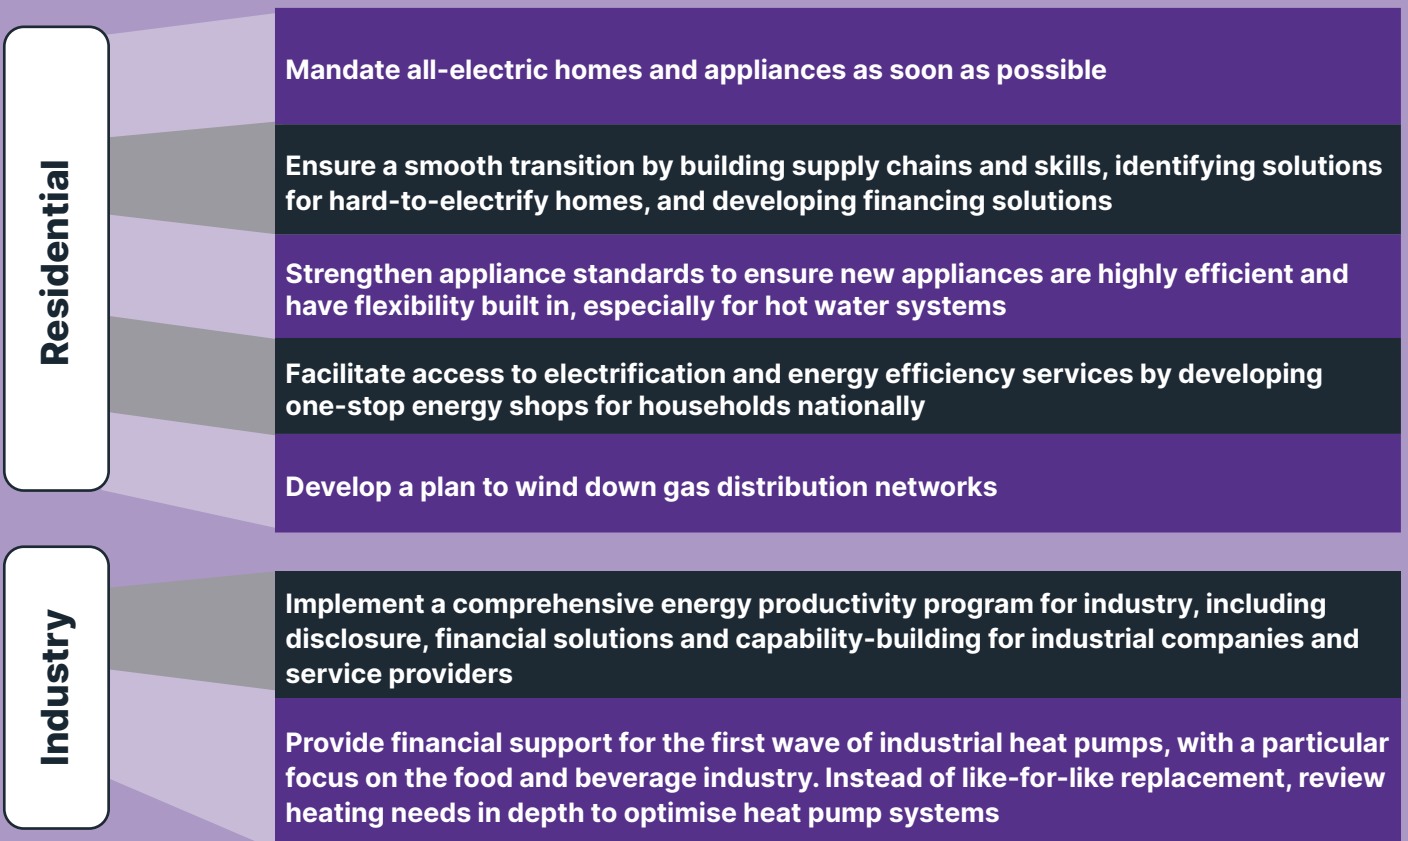 Residential
Mandate all-electric homes and appliances as soon as possible
Ensure a smooth transition by building supply chains and skills, identifying solutions
for hard-to-electrify homes, and developing financing solutions
Strengthen appliance standards to ensure new appliances are highly efficient and
have flexibility built in, especially for hot water systems
Facilitate access to electrification and energy efficiency services by developing
one-stop energy shops for households nationally
Develop a plan to wind down gas distribution networks
Industry
Implement a comprehensive energy productivity program for industry, including
disclosure, financial solutions and capability-building for industrial companies and
service providers
Provide financial support for the first wave of industrial heat pumps, with a particular
focus on the food and beverage industry. Instead of like-for-like replacement, review
heating needs in depth to optimise heat pump systems